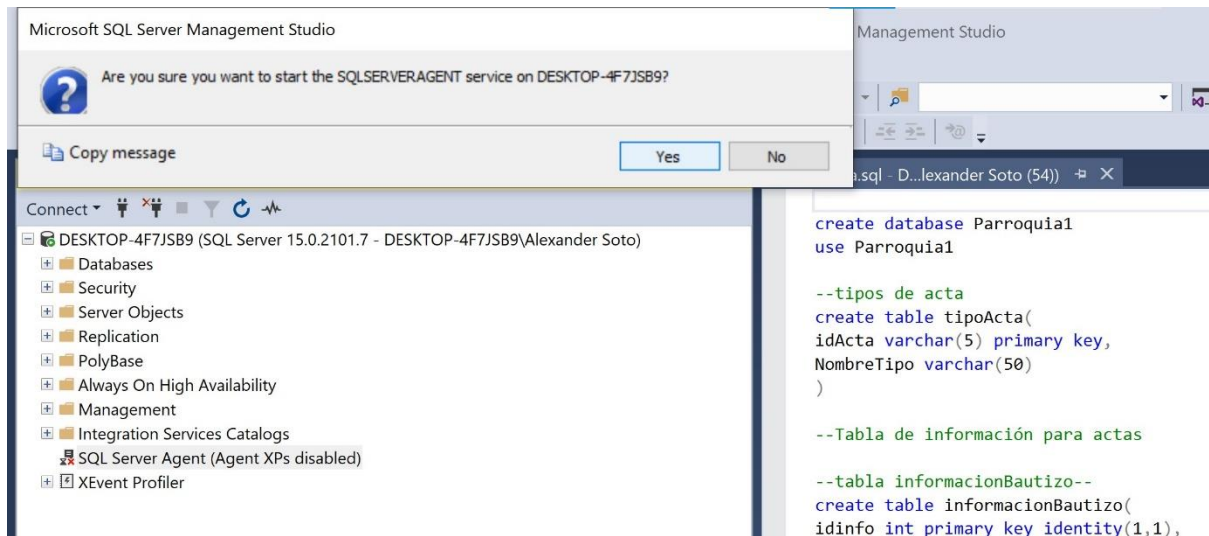 Microsoft SQL Server Management Studio
Management Studio
Are you sure you want to start the SQLSERVERAGENT service on DESKTOP-4F7JSB9?
Copy message
Yes
No
.sql - D...lexander Soto (54))
Connect
DESKTOP-4F7JSB9 (SQL Server 15.0.2101.7 - DESKTOP-4F7JSB9\Alexander Soto)
Databases
Security
Server Objects
Replication
PolyBase
Always On High Availability
Management
Integration Services Catalogs
SQL Server Agent (Agent XPs disabled)
XEvent Profiler
create database Parroquia1
use Parroquia1
--tipos de acta
create table tipoActa(
idActa varchar(5) primary key,
NombreTipo varchar(50)
)
--Tabla de información para actas
--tabla informacionBautizo--
create table informacionBautizo(
idinfo int primary key identity(1,1),